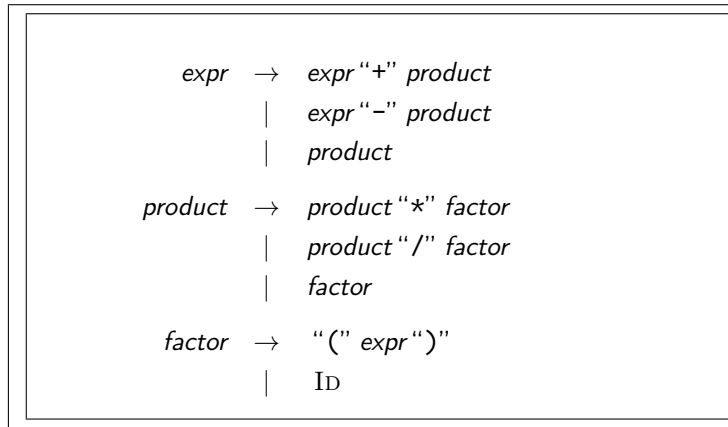 expr → expr “+” product
| expr “-” product
| product
product → product “*” factor
| product “/” factor
| factor
factor → “(” expr “)”
| ID